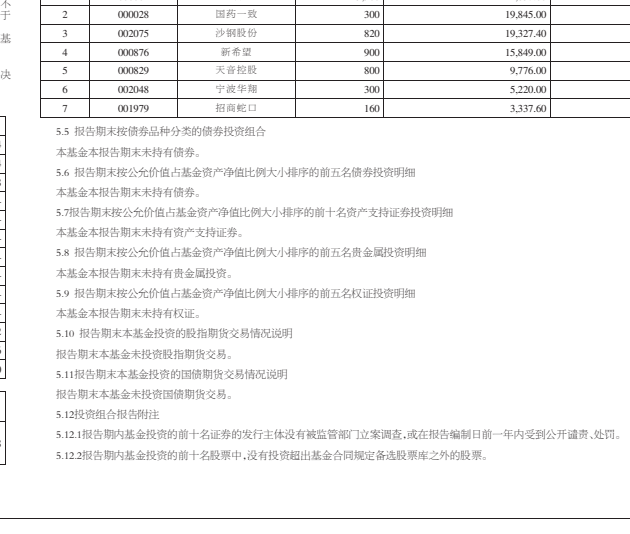 不
于
基
决
2 000028 国药一致 300 19,845.00
3 002075 沙钢股份 820 19,327.40
4 000876 新希望 900 15,849.00
5 000829 天音控股 800 9,776.00
6 002048 宁波华翔 300 5,220.00
7 001979 招商蛇口 160 3,337.60
5.5 报告期末按债券品种分类的债券投资组合
本基金本报告期末未持有债券。
5.6 报告期末按公允价值占基金资产净值比例大小排序的前五名债券投资明细
本基金本报告期末未持有债券。
5.7报告期末按公允价值占基金资产净值比例大小排序的前十名资产支持证券投资明细
本基金本报告期末未持有资产支持证券。
5.8 报告期末按公允价值占基金资产净值比例大小排序的前五名贵金属投资明细
本基金本报告期末未持有贵金属投资。
5.9 报告期末按公允价值占基金资产净值比例大小排序的前五名权证投资明细
本基金本报告期末未持有权证。
5.10 报告期末本基金投资的股指期货交易情况说明
报告期末本基金未投资股指期货交易。
5.11报告期末本基金投资的国债期货交易情况说明
报告期末本基金未投资国债期货交易。
5.12投资组合报告附注
5.12.1报告期内基金投资的前十名证券的发行主体没有被监管部门立案调查,或在报告编制日前一年内受到公开谴责、处罚。
5.12.2报告期内基金投资的前十名股票中,没有投资超出基金合同规定备选股票库之外的股票。